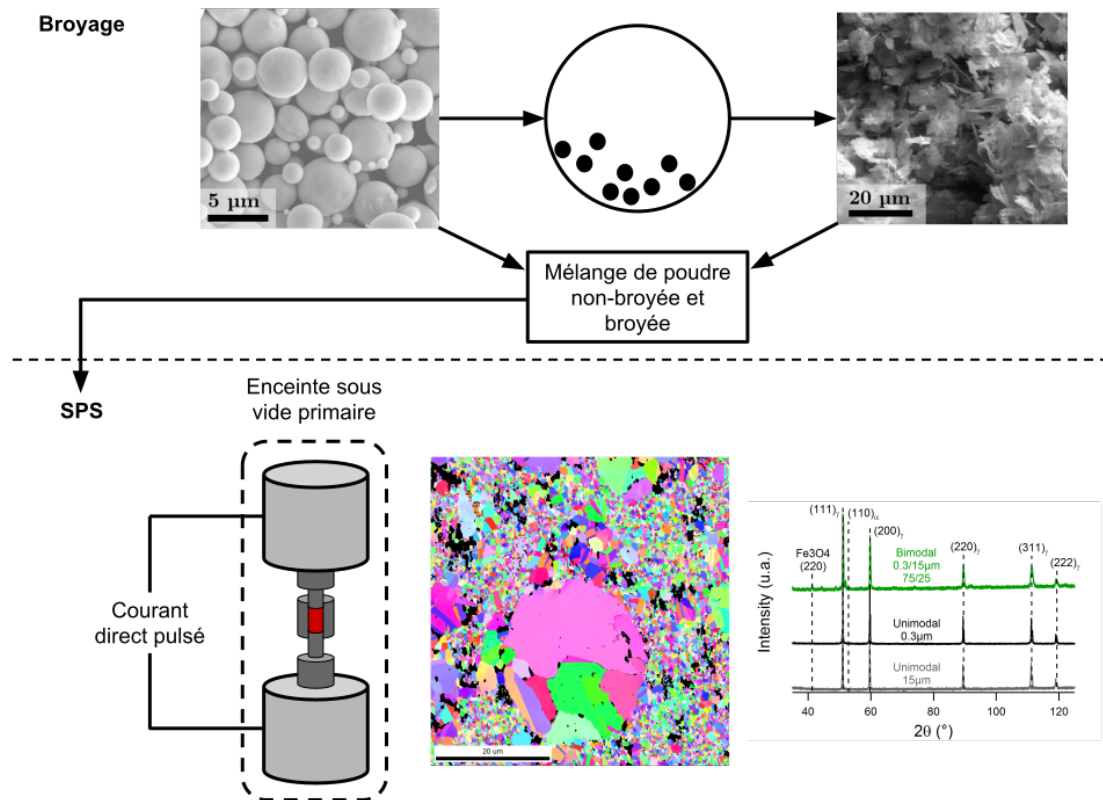 Broyage
5 µm
20 µm
Mélange de poudre
non-broyée et
broyée
SPS
Enceinte sous
vide primaire
Courant
direct pulsé
20 um
Intensity (u.a.)
Fe3O4
(220)
(111)γ
(110)α
(200)γ
(220)γ
(311)γ
(222)γ
Bimodal
0.3/15µm
75/25
Unimodal
0.3µm
Unimodal
15µm
40 60 80 100 120
2θ (°)